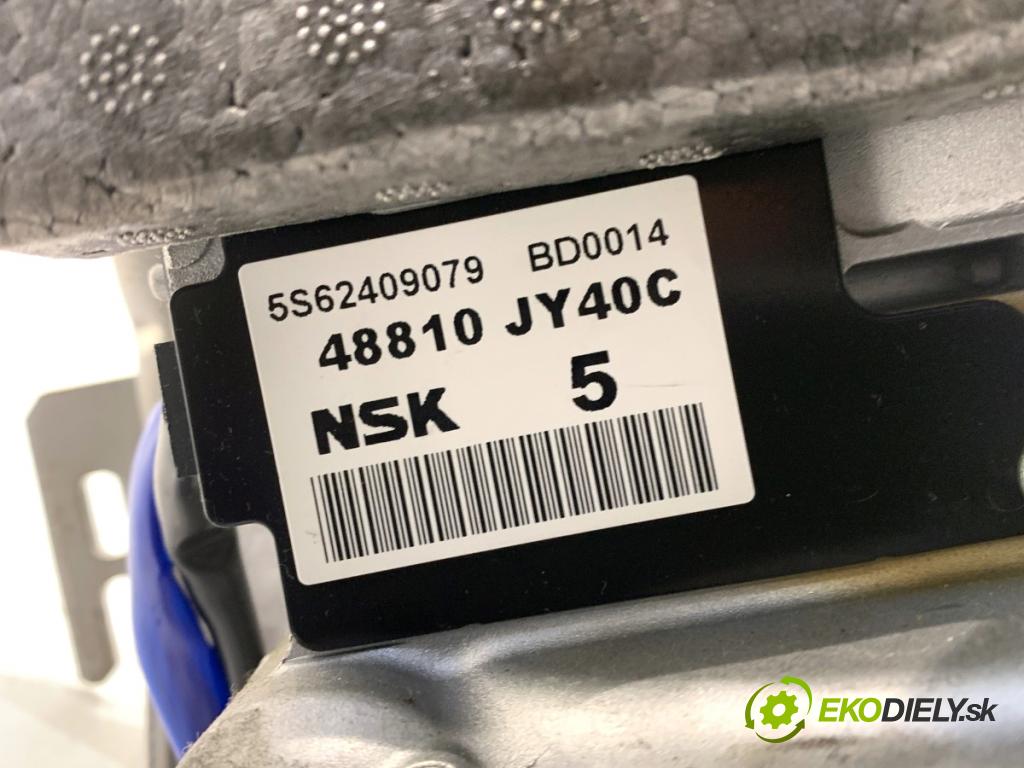 5S62409079 BD0014
48810 JY40C
NSK 5
EKODIELY.sk